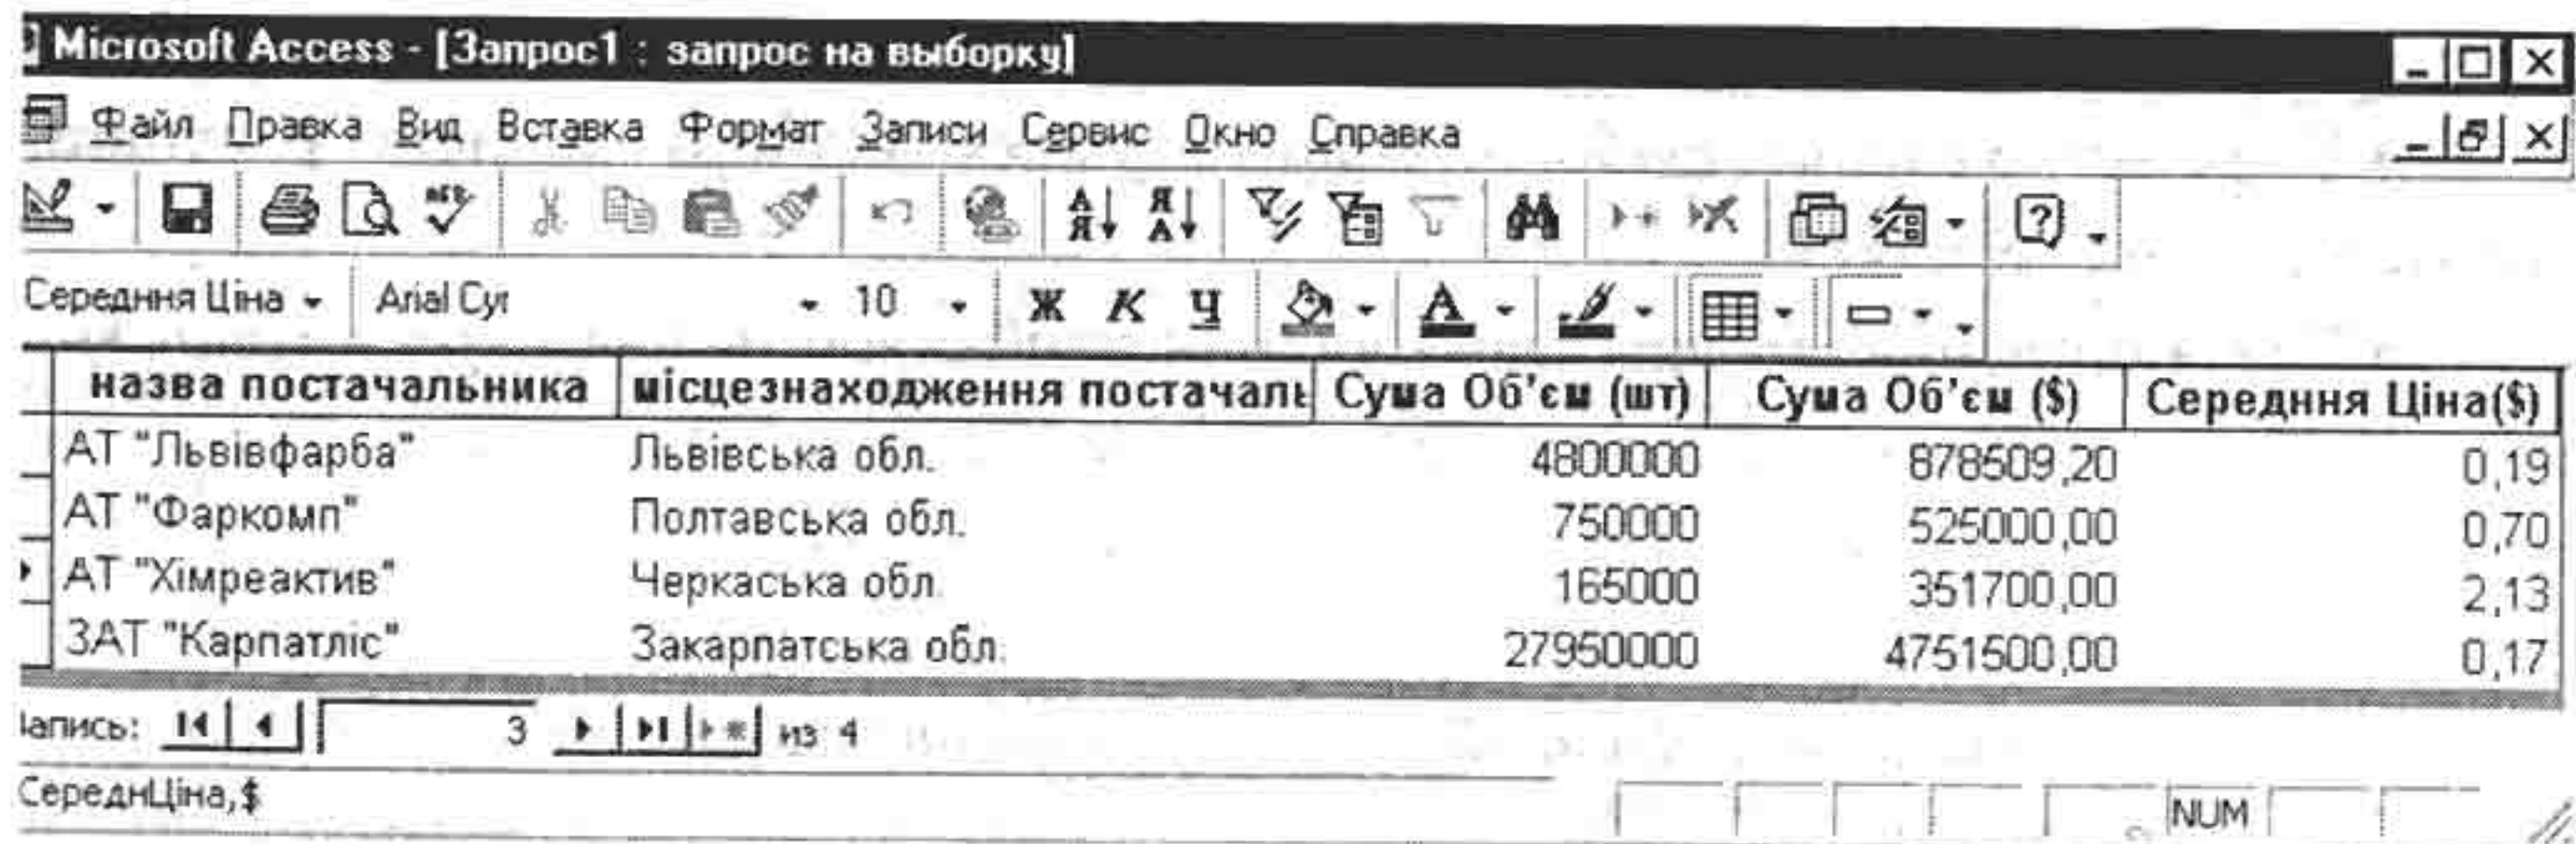 Microsoft Access - [Запрос1 : запрос на выборку]
Файл Правка Вид Вставка Формат Записи Сервис Окно Справка
Середння Ціна Arial Cyr 10 Ж К Ч
назва постачальника місцезнаходження постачаль Сума Об'єм (шт) Сума Об'єм ($) Середння Ціна($)
АТ "Львівфарба" Львівська обл. 4800000 878509,20 0,19
АТ "Фаркомп" Полтавська обл. 750000 525000,00 0,70
АТ "Хімреактив" Черкаська обл. 165000 351700,00 2,13
ЗАТ "Карпатліс" Закарпатська обл. 27950000 4751500,00 0,17
Запись: 3 из 4
СереднЦіна,$
NUM